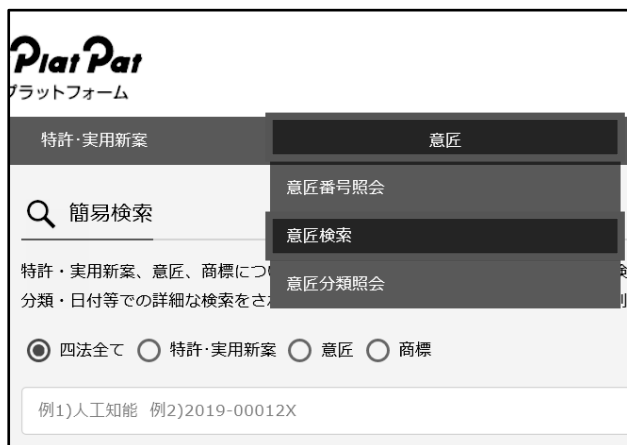 Plat Pat
プラットフォーム
特許・実用新案 意匠
意匠番号照会
簡易検索
意匠検索
特許・実用新案、意匠、商標につ
意匠分類照会
分類・日付等での詳細な検索をさ
四法全て 特許・実用新案 意匠 商標
例1)人工知能 例2)2019-00012X